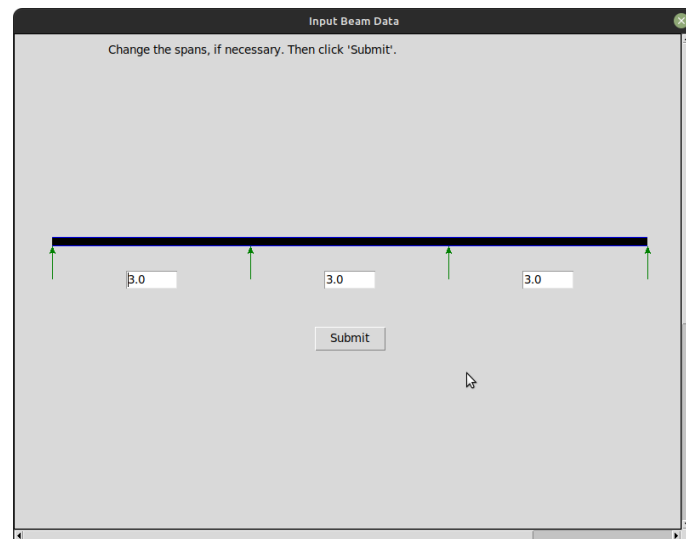 Input Beam Data
Change the spans, if necessary. Then click 'Submit'.
3.0 3.0 3.0
Submit